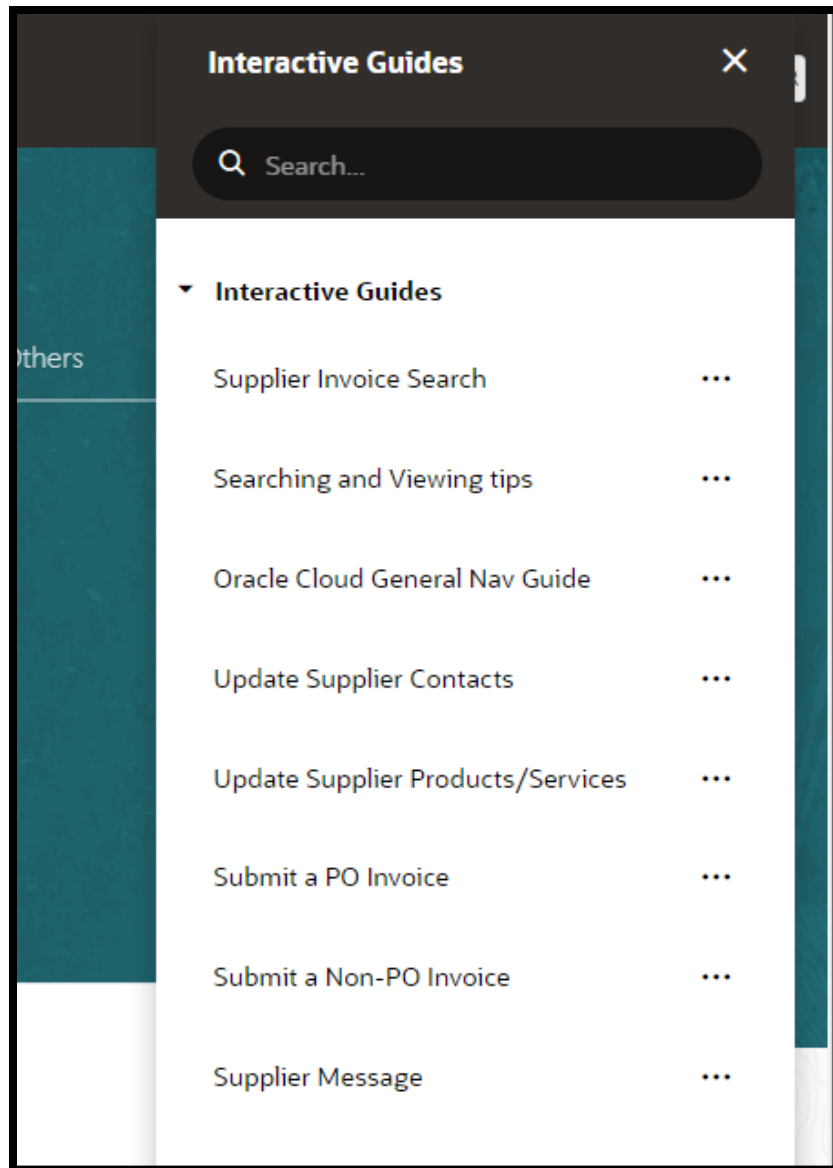 Interactive Guides
Search...
Interactive Guides
Supplier Invoice Search
Searching and Viewing tips
Oracle Cloud General Nav Guide
Update Supplier Contacts
Update Supplier Products/Services
Submit a PO Invoice
Submit a Non-PO Invoice
Supplier Message